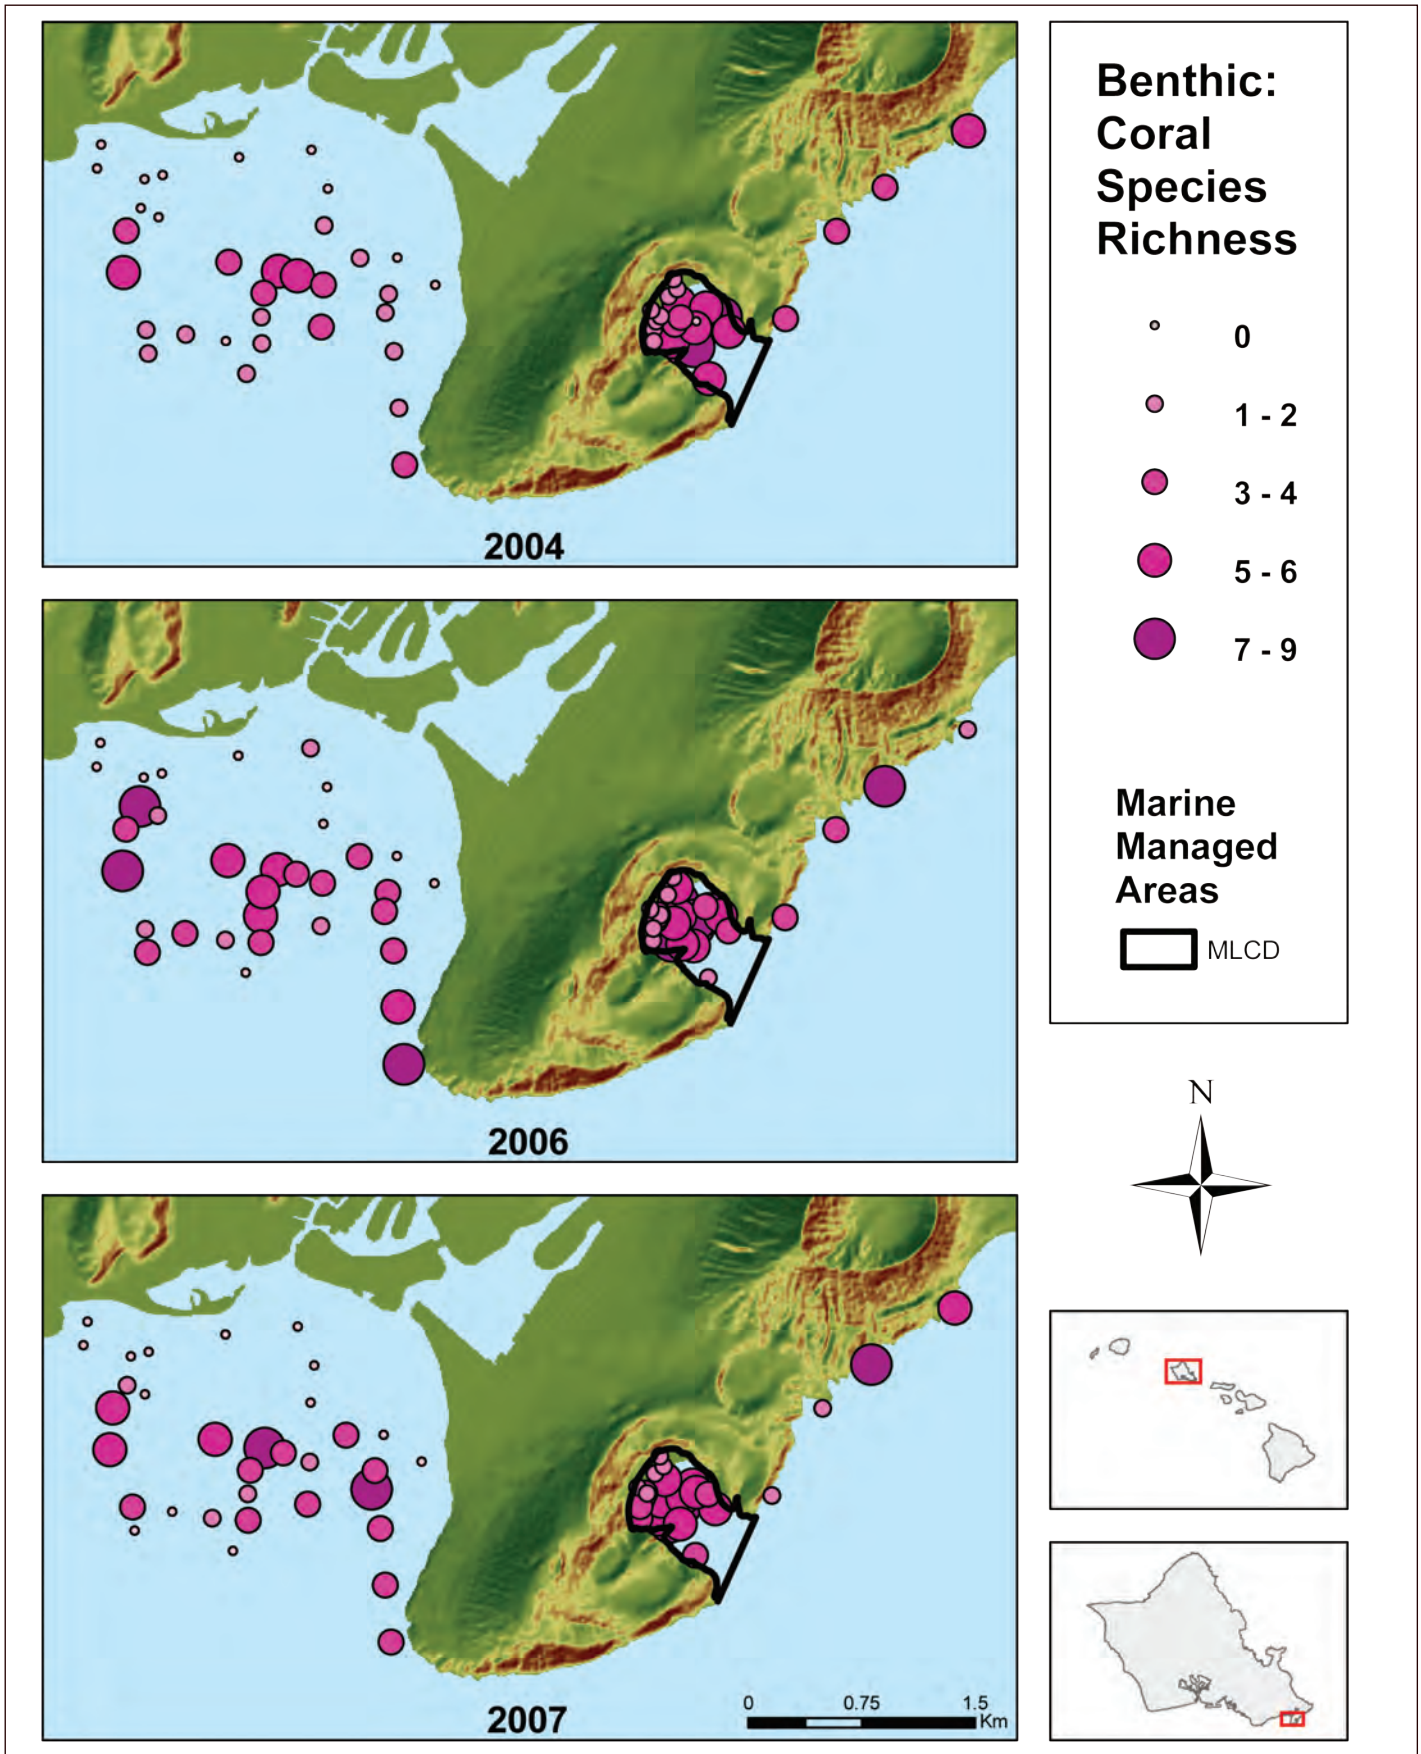 2004
2006
2007
0
0.75
1.5
Km
Benthic:
Coral
Species
Richness
0
1 - 2
3 - 4
5 - 6
7 - 9
Marine
Managed
Areas
MLCD
N